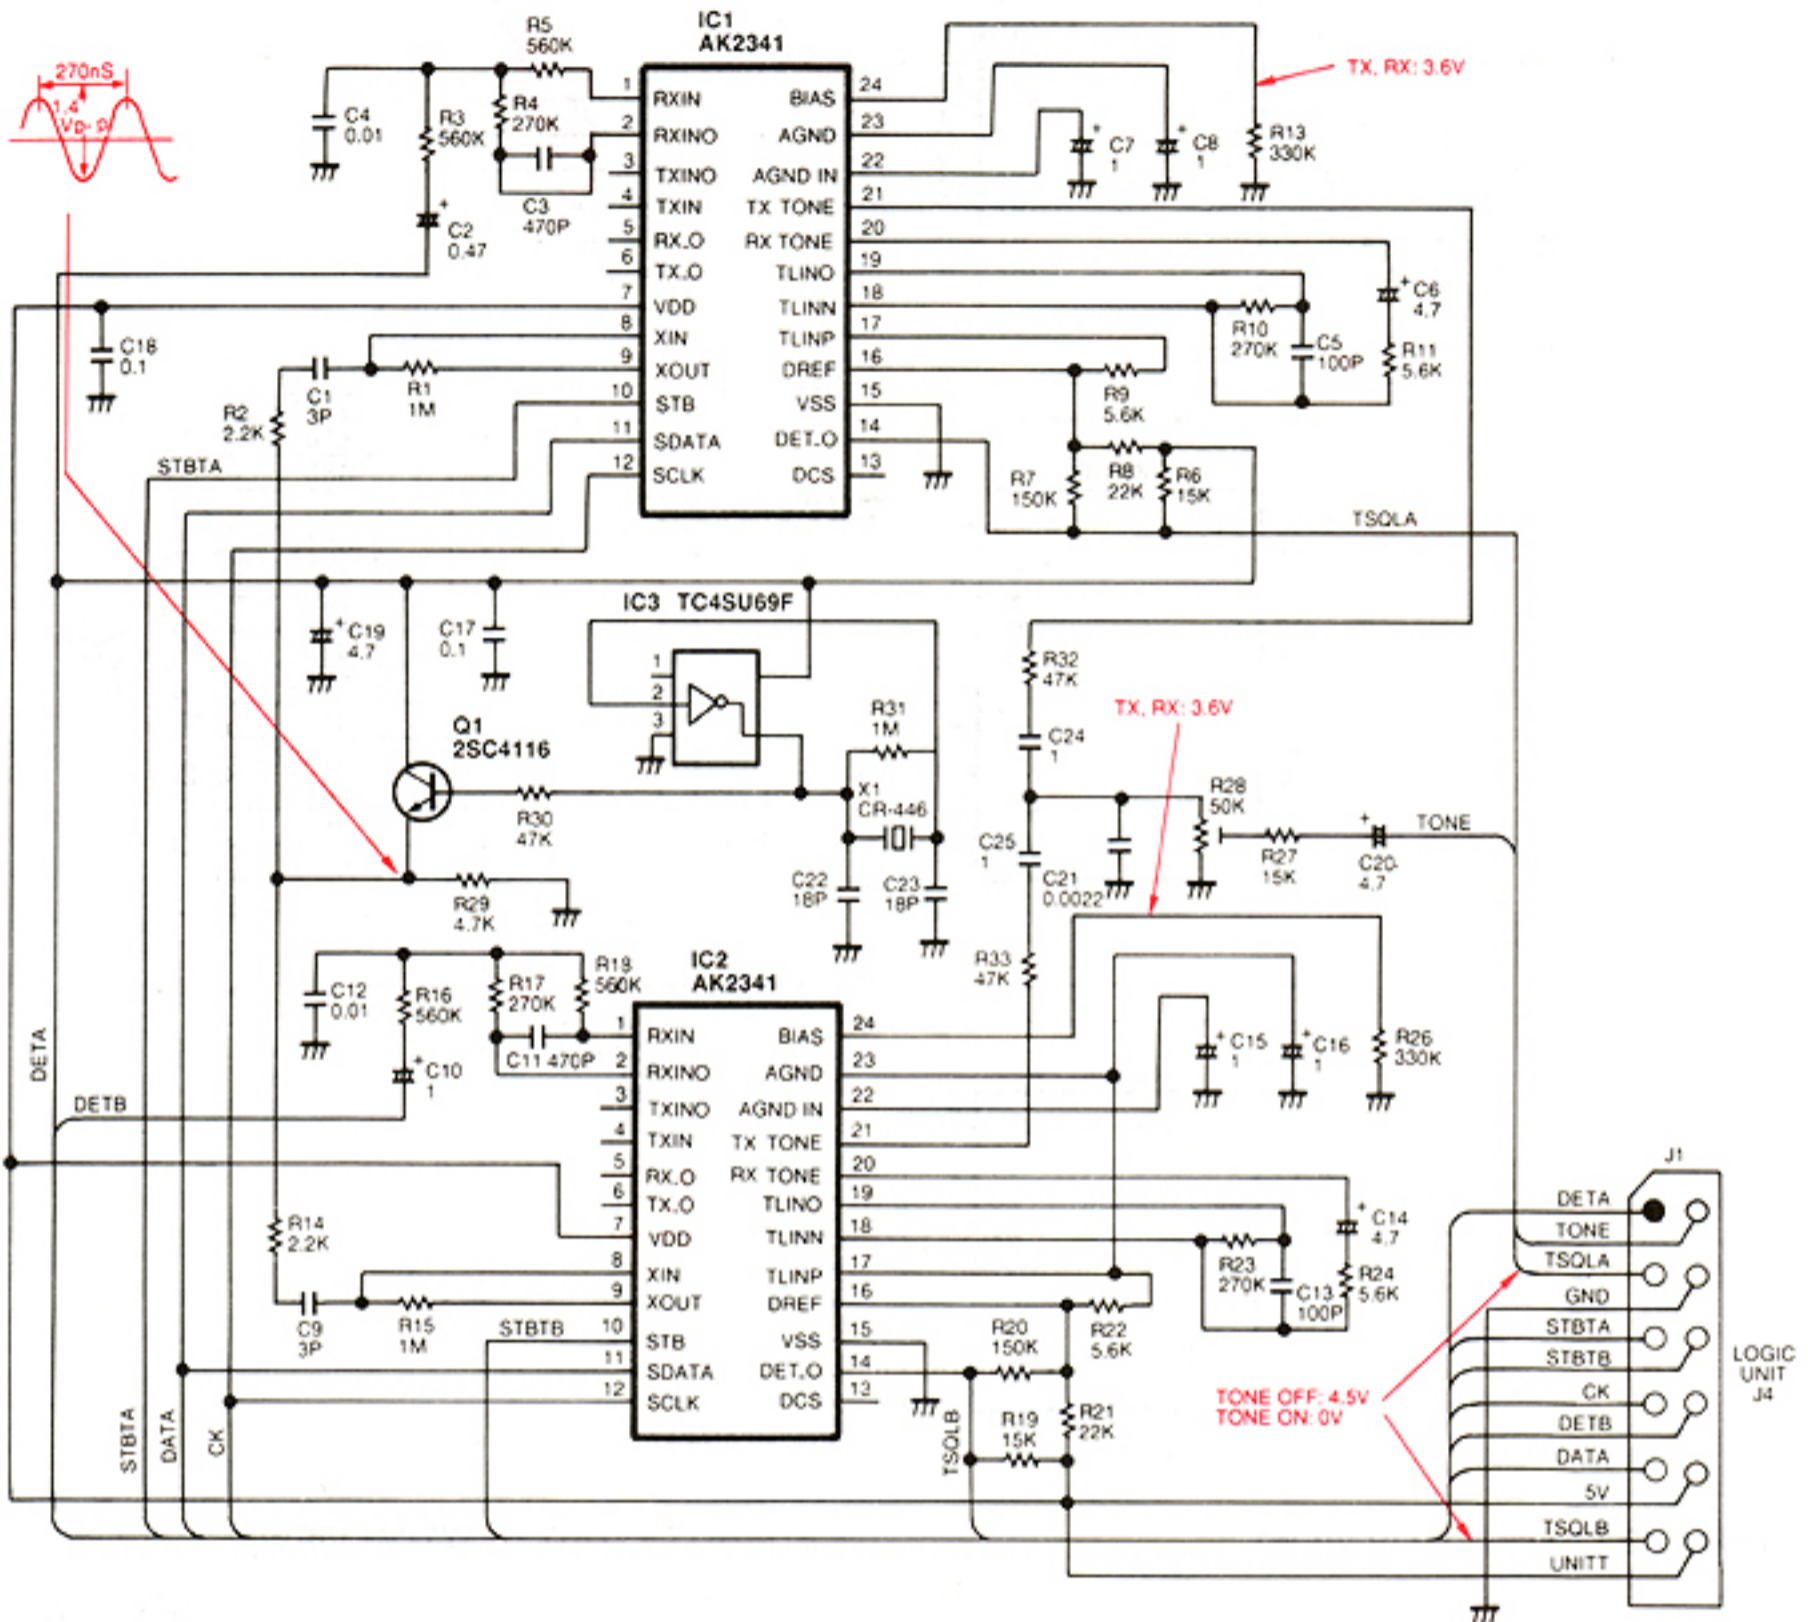 IC1
AK2341
R5
560K
270nS
1.4
Vp-p
C4
0.01
R3
560K
R4
270K
C3
470P
C2
0.47
1 RXIN
2 RXINO
3 TXINO
4 TXIN
5 RX.O
6 TX.O
7 VDD
8 XIN
9 XOUT
10 STB
11 SDATA
12 SCLK
BIAS 24
AGND 23
AGND IN 22
TX TONE 21
RX TONE 20
TLINO 19
TLINN 18
TLINP 17
DREF 16
VSS 15
DET.O 14
DCS 13
TX, RX: 3.6V
C7
1
C8
1
R13
330K
C6
4.7
R10
270K
C5
100P
R11
5.6K
R9
5.6K
R7
150K
R8
22K
R6
15K
TSQLA
C18
0.1
C1
3P
R1
1M
R2
2.2K
STBTA
C19
4.7
C17
0.1
IC3 TC4SU69F
1
2
3
Q1
2SC4116
R30
47K
R31
1M
X1
CR-446
C22
18P
C23
18P
R29
4.7K
R32
47K
C24
1
TX, RX: 3.6V
C25
1
C21
0.0022
R28
50K
R27
15K
C20
4.7
TONE
R33
47K
IC2
AK2341
C12
0.01
R16
560K
R17
270K
R18
560K
C11 470P
C10
1
DETA
DETB
1 RXIN
2 RXINO
3 TXINO
4 TXIN
5 RX.O
6 TX.O
7 VDD
8 XIN
9 XOUT
10 STB
11 SDATA
12 SCLK
BIAS 24
AGND 23
AGND IN 22
TX TONE 21
RX TONE 20
TLINO 19
TLINN 18
TLINP 17
DREF 16
VSS 15
DET.O 14
DCS 13
C15
1
C16
1
R26
330K
C14
4.7
R23
270K
C13
100P
R24
5.6K
R22
5.6K
R20
150K
R21
22K
R19
15K
TSQLB
R14
2.2K
C9
3P
R15
1M
STBTB
STBTA
DATA
CK
TONE OFF: 4.5V
TONE ON: 0V
J1
DETA
TONE
TSQLA
GND
STBTA
STBTB
CK
DETB
DATA
5V
TSQLB
UNITT
LOGIC
UNIT
J4